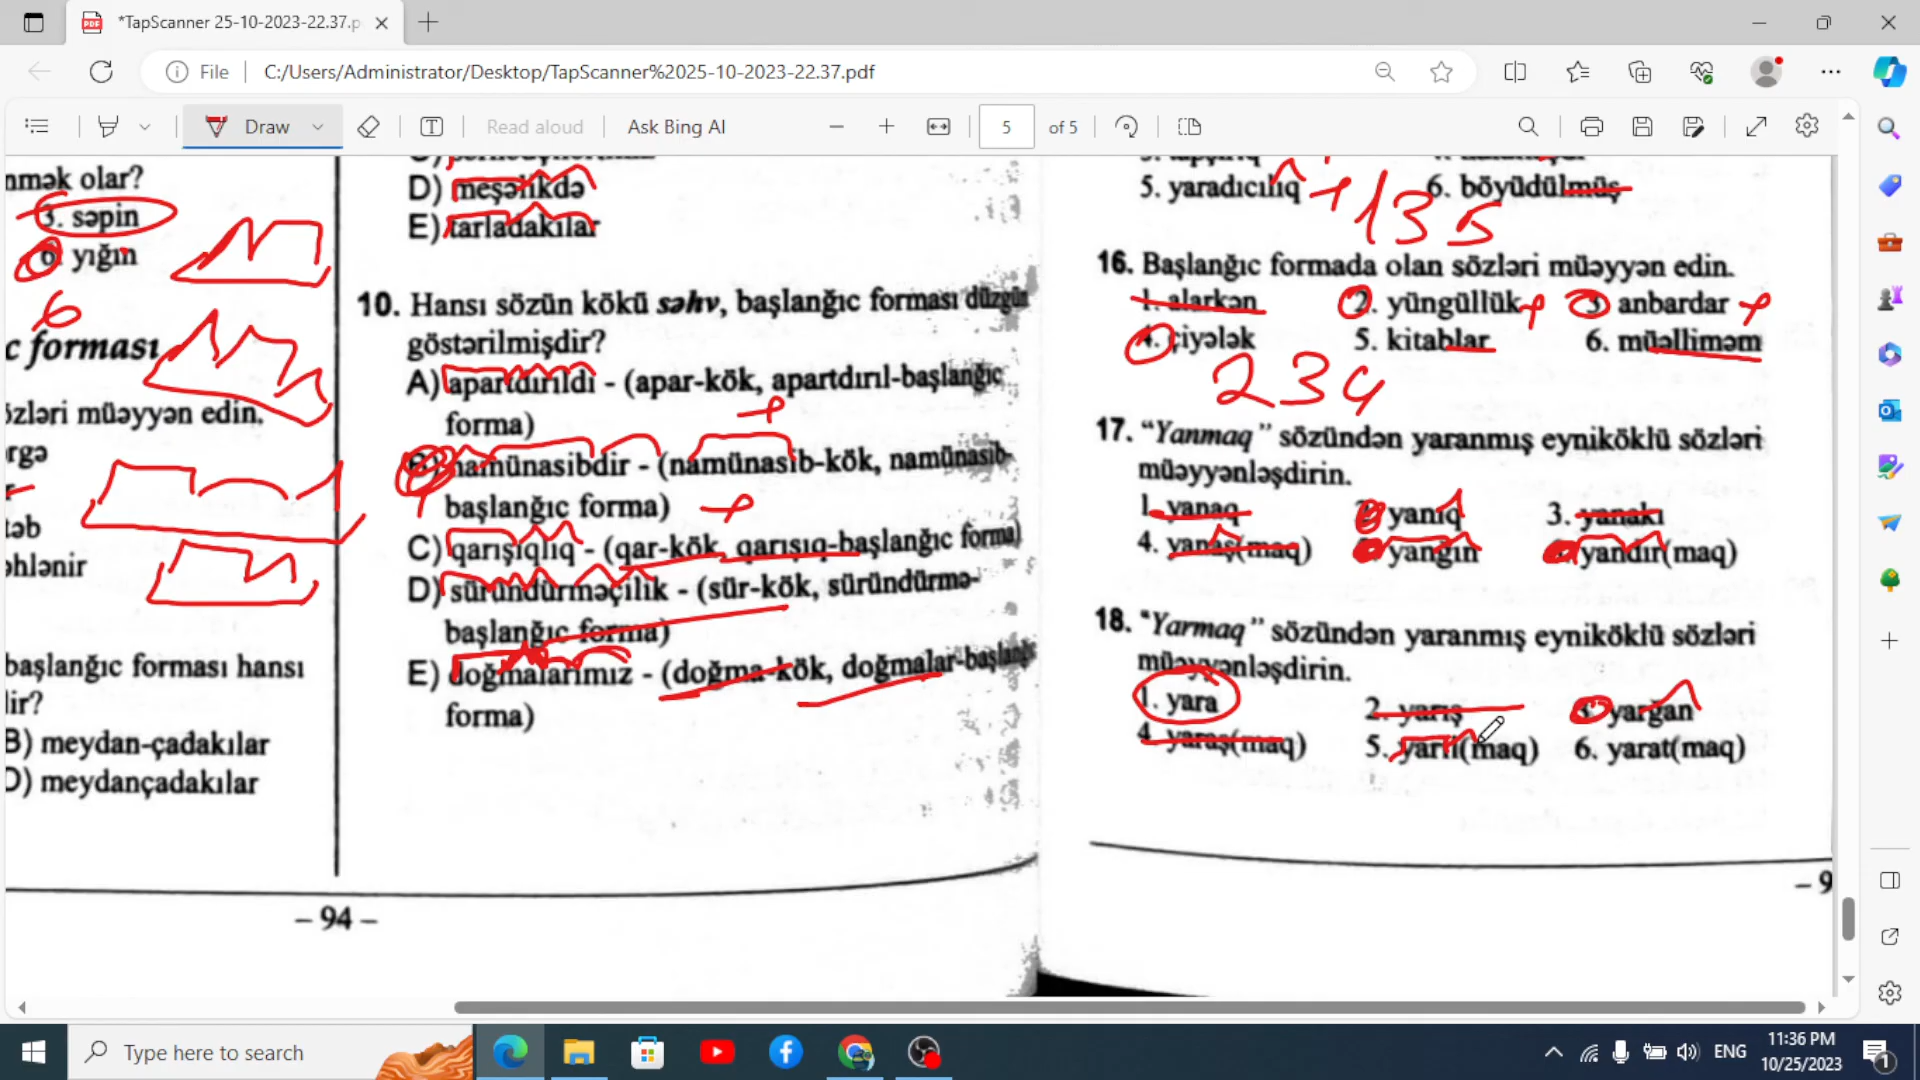 *TapScanner 25-10-2023-22.37.p
File
C:/Users/Administrator/Desktop/TapScanner%2025-10-2023-22.37.pdf
Draw
Read aloud
Ask Bing AI
5
of 5
nmək olar?
3. səpin
6. yığın
6
c forması
özləri müəyyən edin.
rgə
təb
əhlənir
başlanğıc forması hansı
lir?
B) meydan-çadakılar
D) meydançadakılar
– 94 –
D) meşəlikdə
E) tarladakılar
10. Hansı sözün kökü səhv, başlanğıc forması düzgün
göstərilmişdir?
A) apartdırıldı - (apar-kök, apartdırıl-başlanğıc
forma)
B) namünasibdir - (namünasib-kök, namünasib-
başlanğıc forma)
C) qarışıqlıq - (qar-kök, qarışıq-başlanğıc forma)
D) süründürməçilik - (sür-kök, süründürmə-
başlanğıc forma)
E) doğmalarımız - (doğma-kök, doğmalar-başlanğıc
forma)
5. yaradıcılıq 6. böyüdülmüş
135
16. Başlanğıc formada olan sözləri müəyyən edin.
1. alarkən 2. yüngüllük 3. anbardar
4. çiyələk 5. kitablar 6. müəlliməm
234
17. “Yanmaq” sözündən yaranmış eyniköklü sözləri
müəyyənləşdirin.
1. yanaq 2. yanıq 3. yanakı
4. yanaş(maq) 5. yanğın 6. yandır(maq)
18. “Yarmaq” sözündən yaranmış eyniköklü sözləri
müəyyənləşdirin.
1. yara 2. yarış 3. yarğan
4. yaraş(maq) 5. yarıl(maq) 6. yarat(maq)
– 9
Type here to search
ENG
11:36 PM
10/25/2023
1